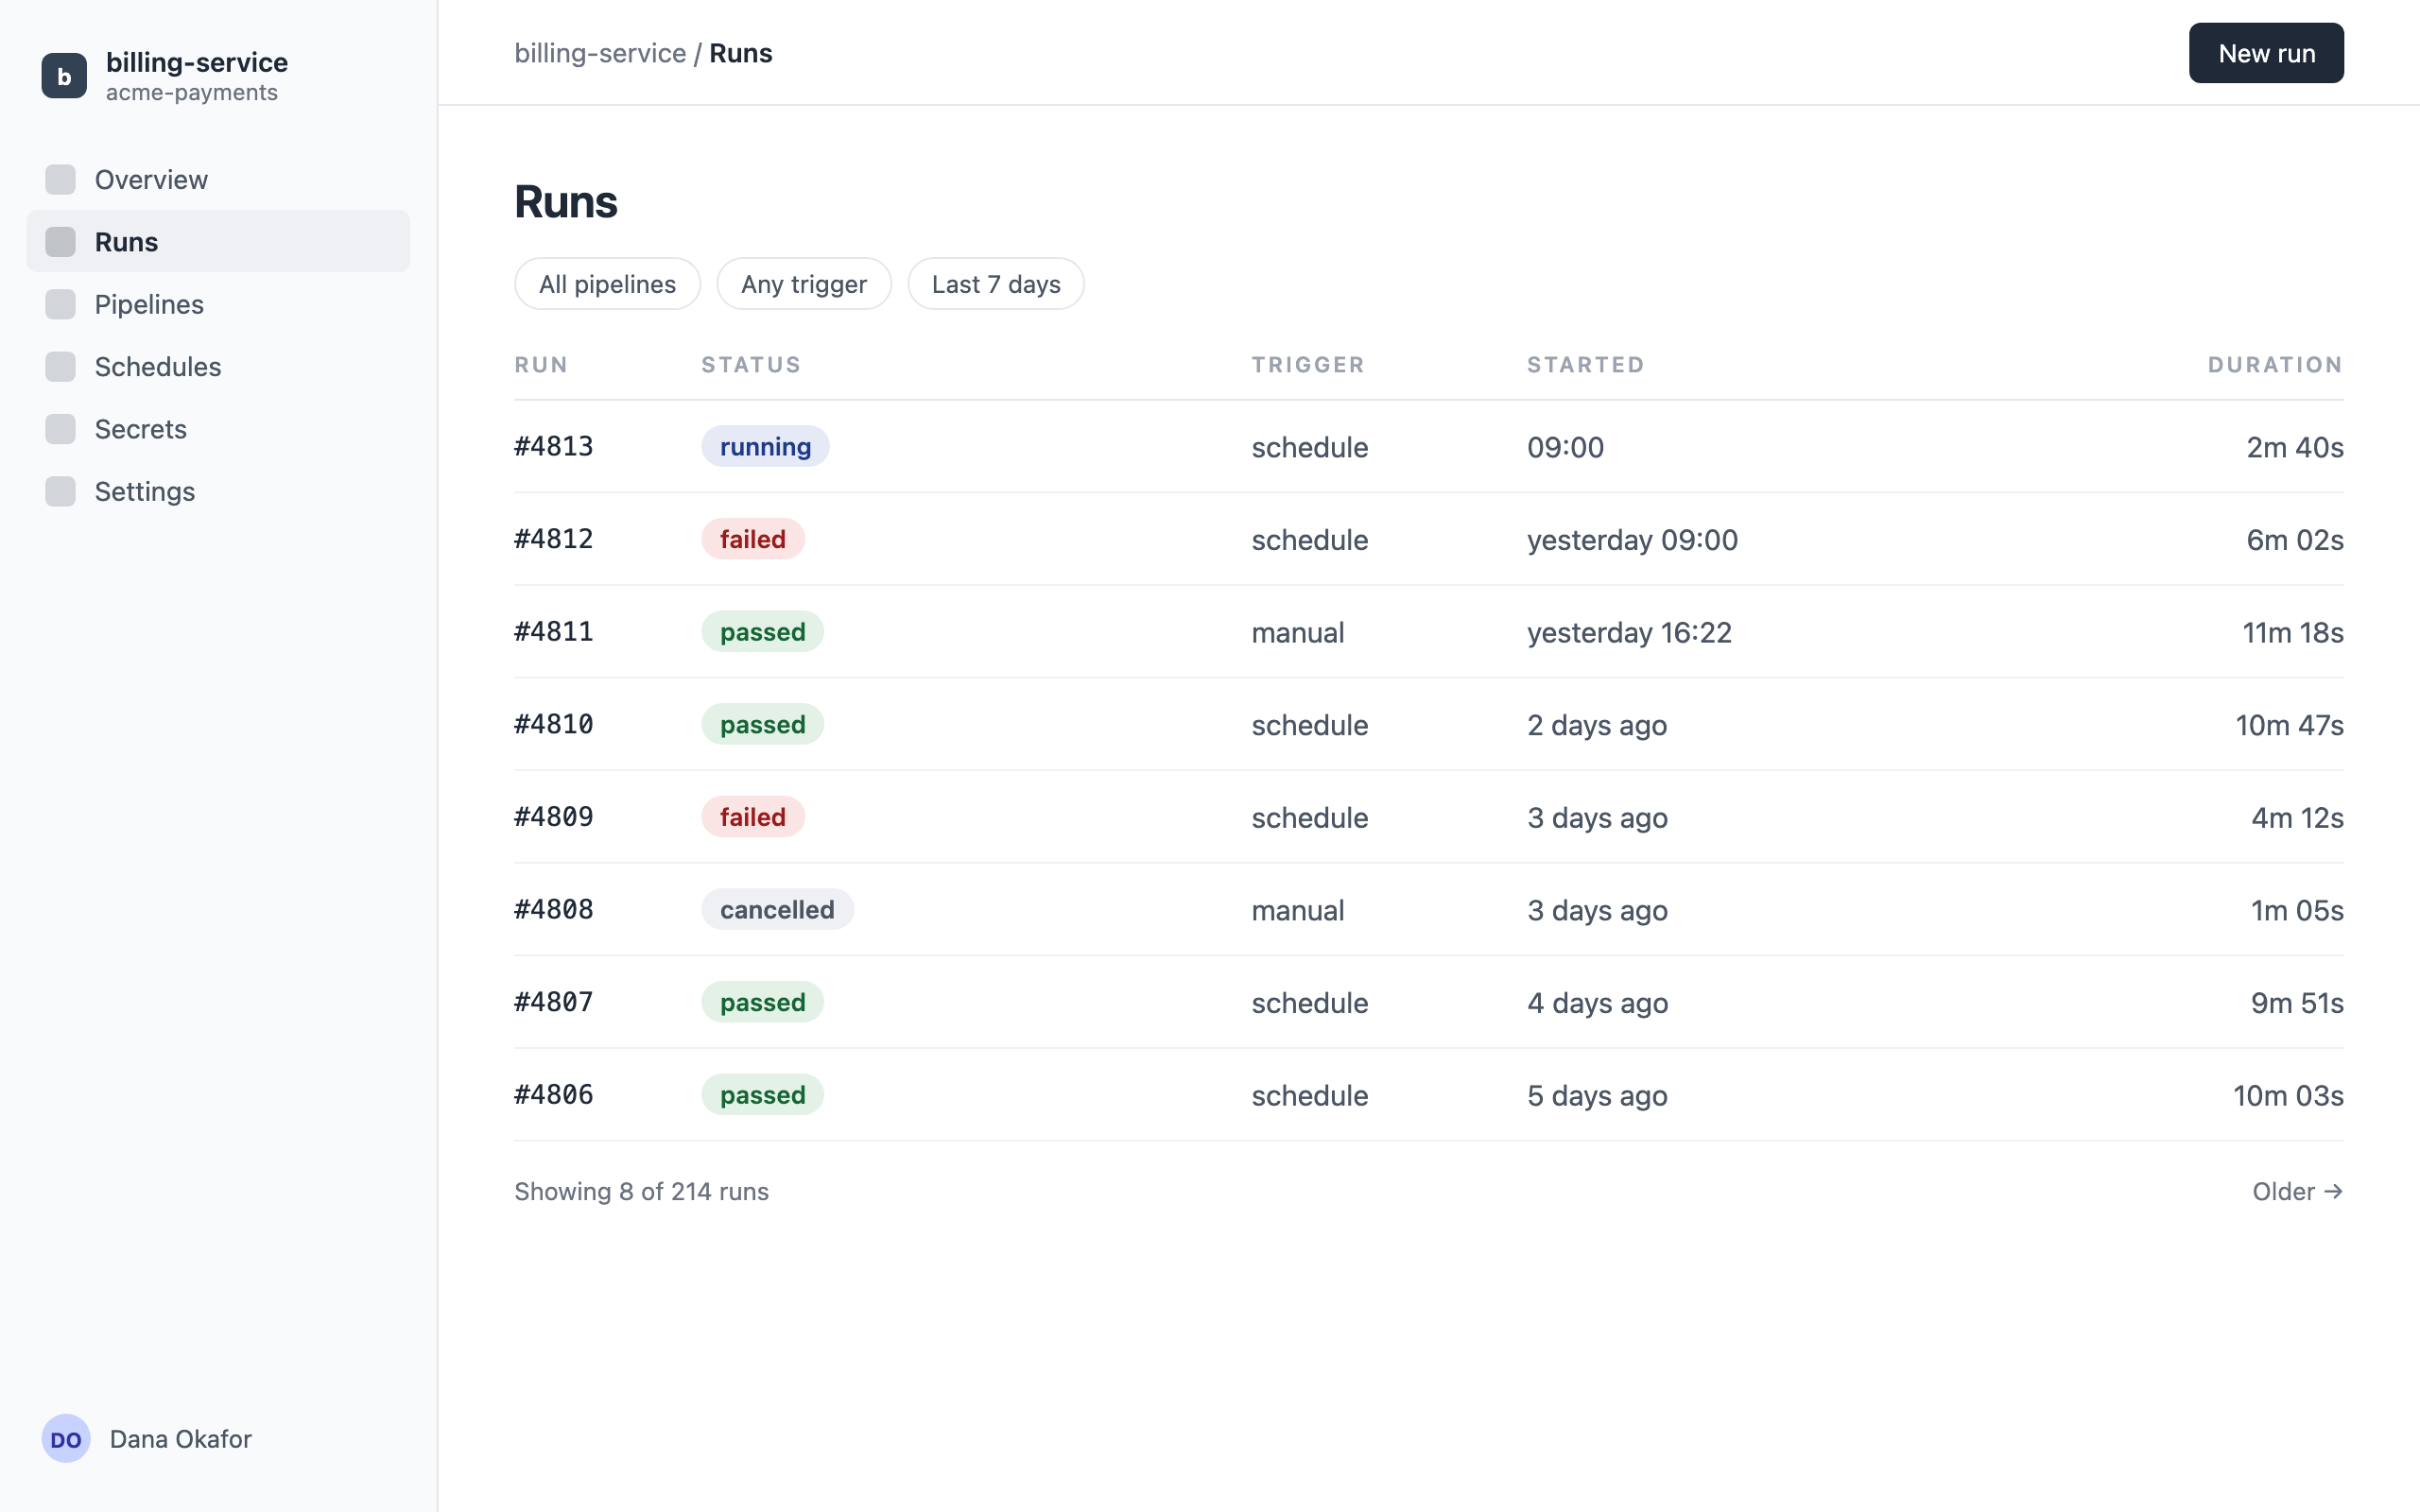 b
billing-service
acme-payments
Overview
Runs
Pipelines
Schedules
Secrets
Settings
DO Dana Okafor
billing-service / Runs
New run
Runs
All pipelines Any trigger Last 7 days
RUN STATUS TRIGGER STARTED DURATION
#4813 running schedule 09:00 2m 40s
#4812 failed schedule yesterday 09:00 6m 02s
#4811 passed manual yesterday 16:22 11m 18s
#4810 passed schedule 2 days ago 10m 47s
#4809 failed schedule 3 days ago 4m 12s
#4808 cancelled manual 3 days ago 1m 05s
#4807 passed schedule 4 days ago 9m 51s
#4806 passed schedule 5 days ago 10m 03s
Showing 8 of 214 runs Older →